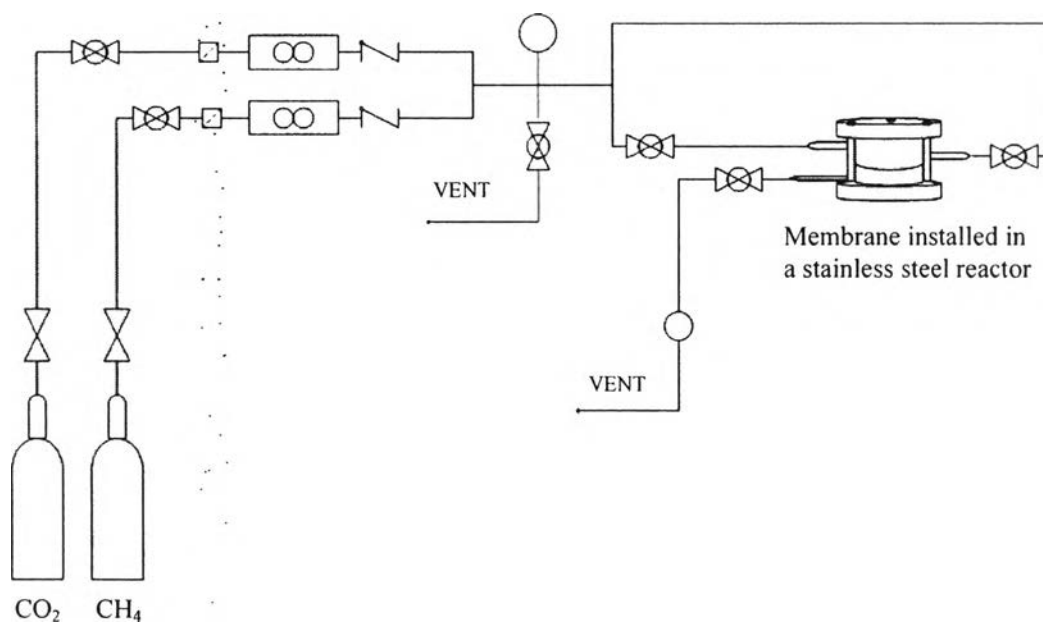 VENT
Membrane installed in
a stainless steel reactor
VENT
CO₂
CH₄